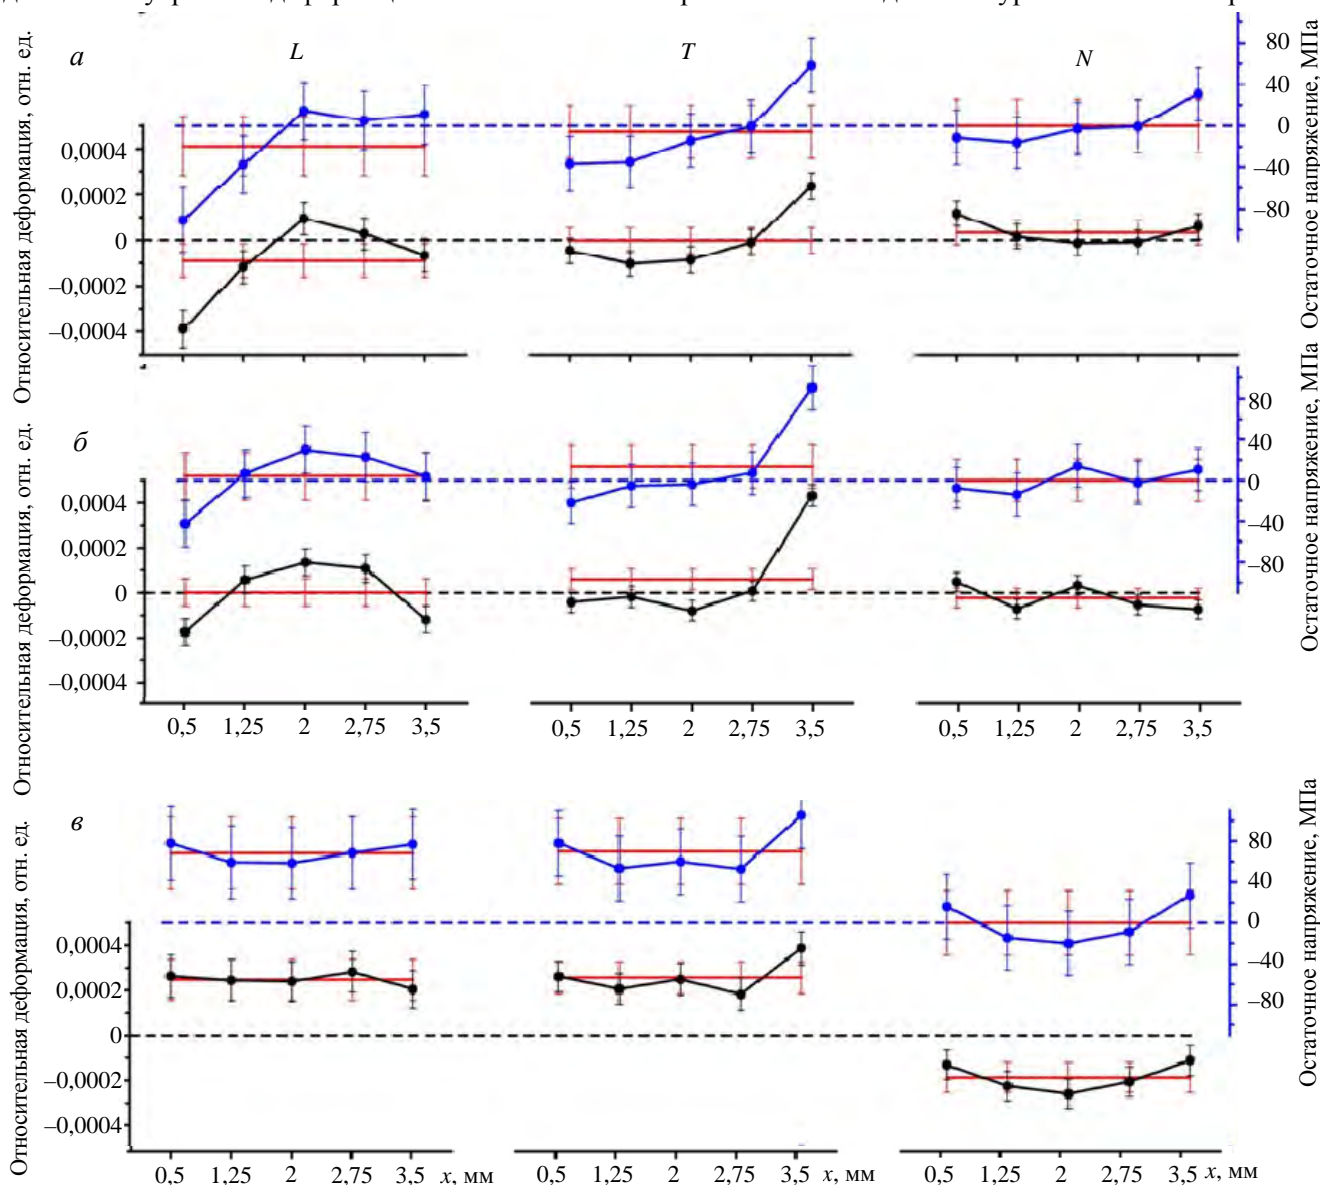 а L T N
Относительная деформация, отн. ед.
0,0004
0,0002
0
–0,0002
–0,0004
80
40
0
–40
–80
Остаточное напряжение, МПа
б
Относительная деформация, отн. ед.
0,0004
0,0002
0
–0,0002
–0,0004
80
40
0
–40
–80
Остаточное напряжение, МПа
0,5 1,25 2 2,75 3,5 0,5 1,25 2 2,75 3,5 0,5 1,25 2 2,75 3,5
в
Относительная деформация, отн. ед.
0,0004
0,0002
0
–0,0002
–0,0004
80
40
0
–40
–80
Остаточное напряжение, МПа
0,5 1,25 2 2,75 3,5 x, мм 0,5 1,25 2 2,75 3,5 x, мм 0,5 1,25 2 2,75 3,5 x, мм